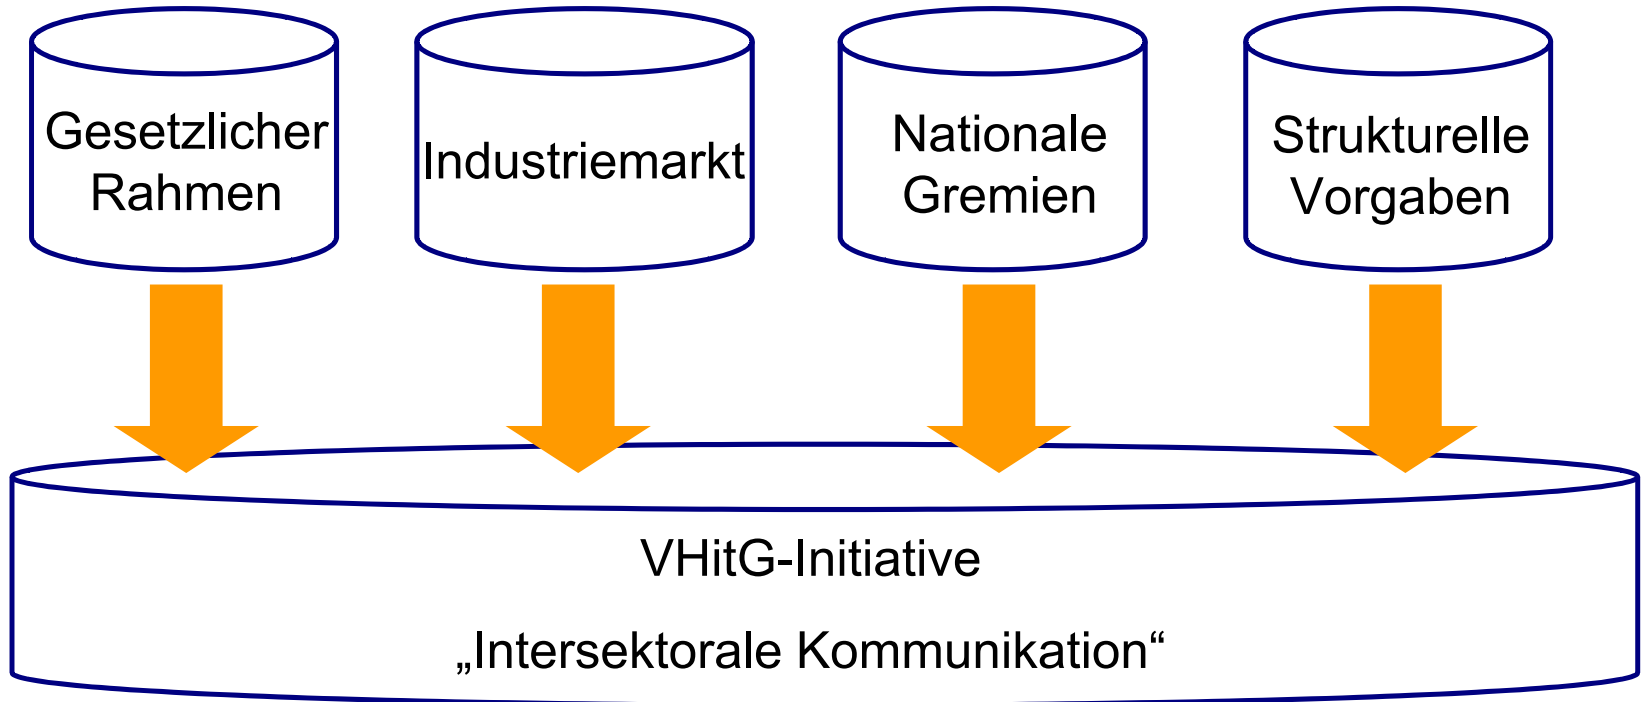 Gesetzlicher
Rahmen
Industriemarkt
Nationale
Gremien
Strukturelle
Vorgaben
VHitG-Initiative
„Intersektorale Kommunikation“